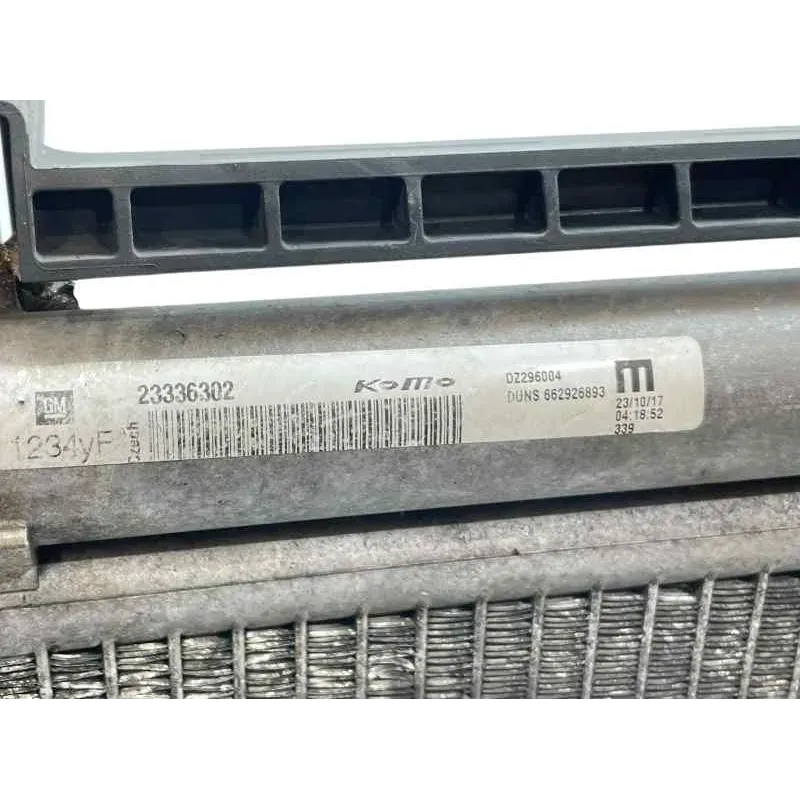 GM
23336302
KOMO
DZ296004
DUNS 662926893
M
23/10/17
04:18:52
339
1234yF
Czech